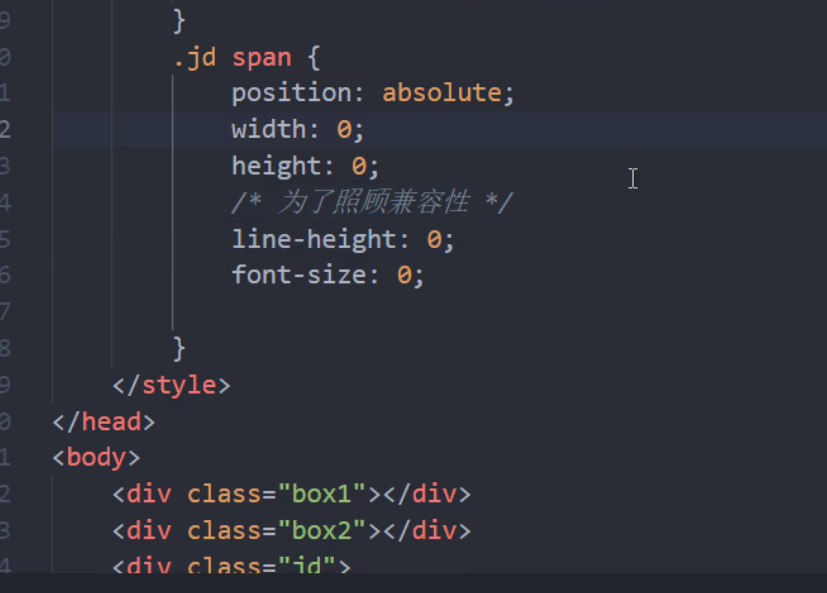 9 }
0 .jd span {
1 position: absolute;
2 width: 0;
3 height: 0;
4 /* 为了照顾兼容性 */
5 line-height: 0;
6 font-size: 0;
7
8 }
9 </style>
0 </head>
1 <body>
2 <div class="box1"></div>
3 <div class="box2"></div>
4 <div class="jd">